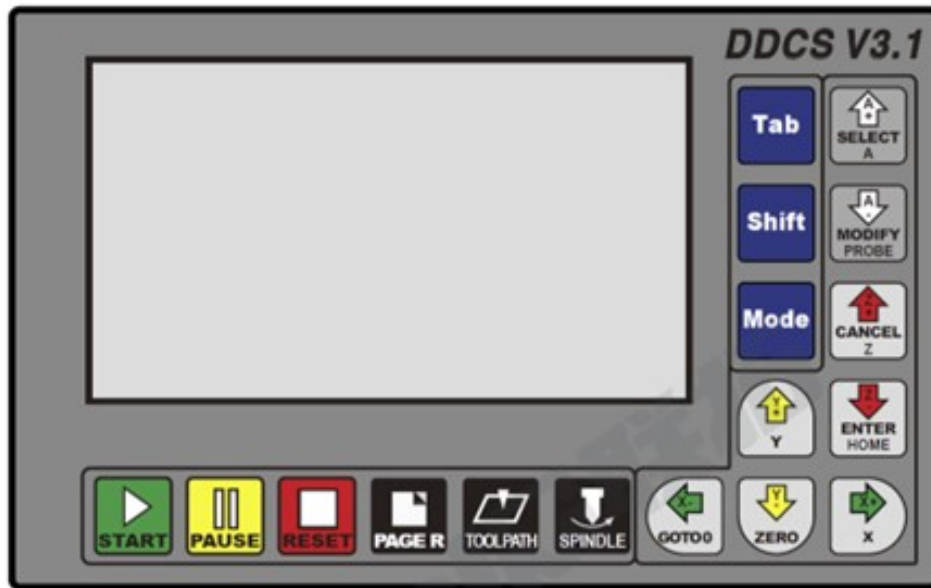 DDCS V3.1
Tab
A
+
SELECT
A
Shift
A
-
MODIFY
PROBE
Mode
Z
+
CANCEL
Z
Y
+
Y
Z
-
ENTER
HOME
START
PAUSE
RESET
PAGE R
TOOLPATH
SPINDLE
X-
GOTO0
Y
-
ZERO
X+
X